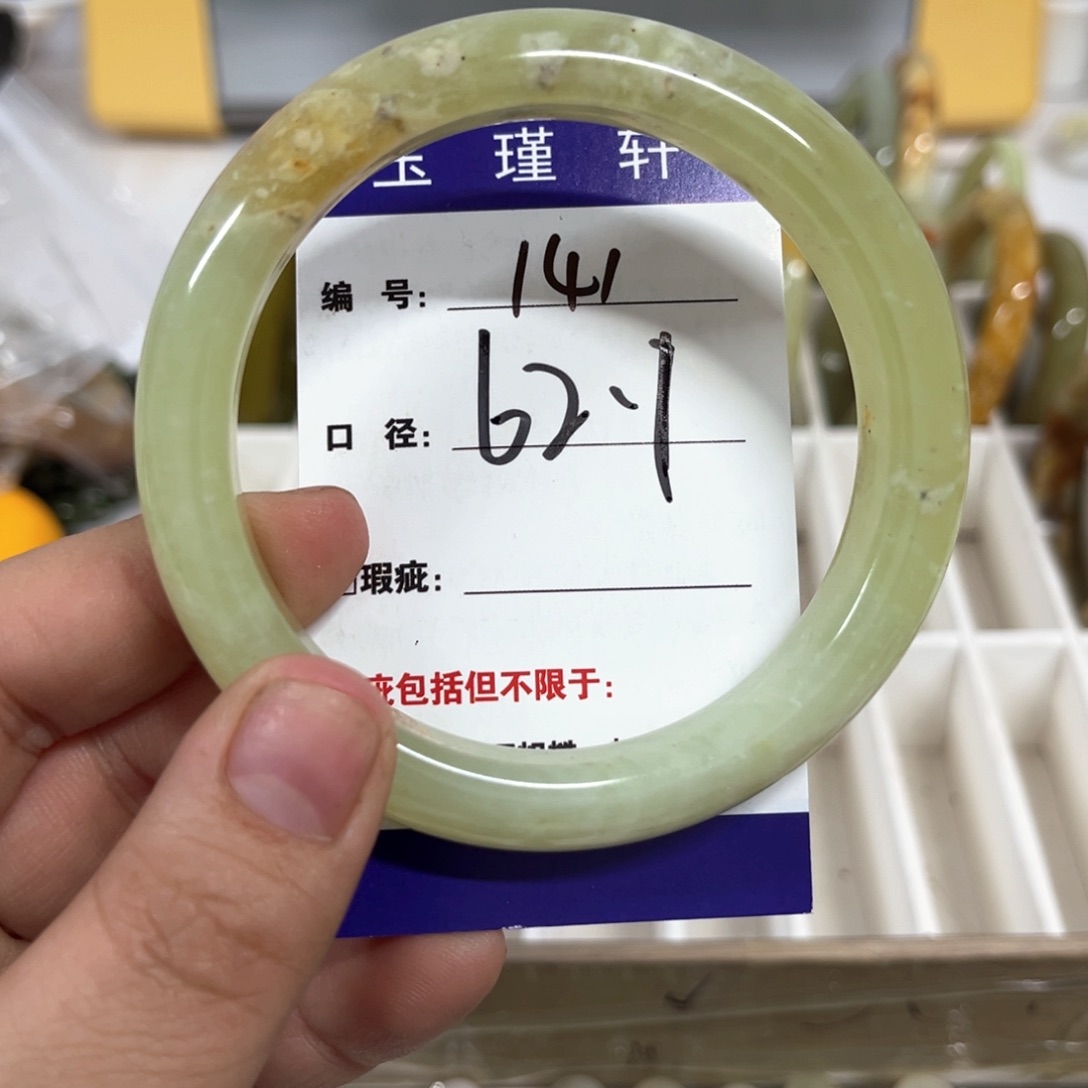 玉 瑾 轩
编 号: 141
口 径: 62.1
瑕疵:
疵包括但不限于: